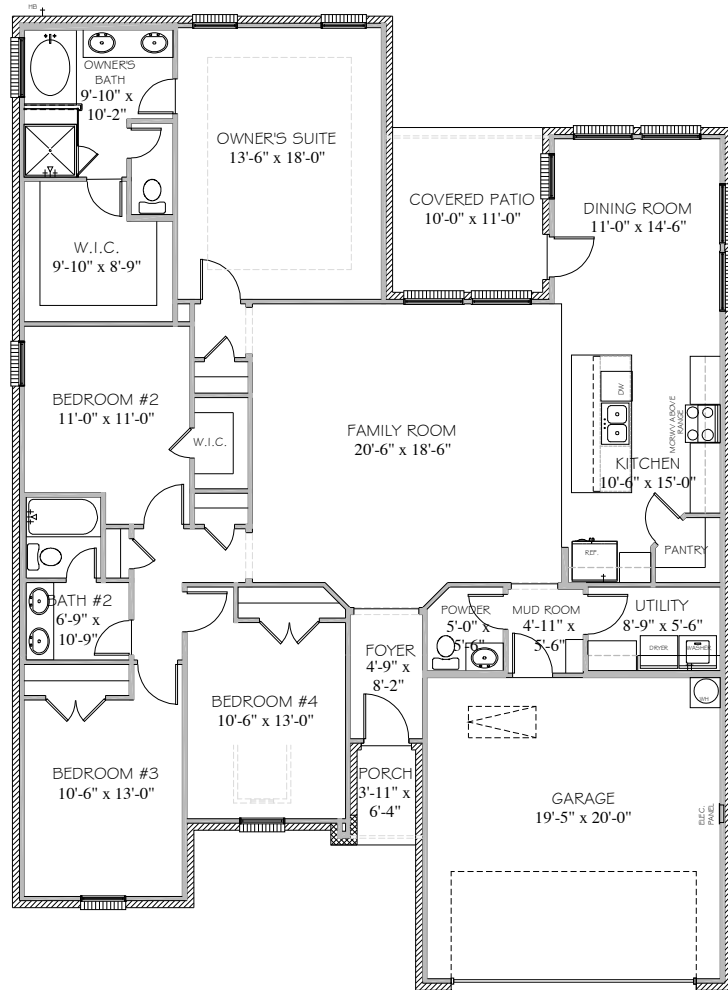 HB
OWNER'S
BATH
9'-10" x
10'-2"
OWNER'S SUITE
13'-6" x 18'-0"
COVERED PATIO
10'-0" x 11'-0"
DINING ROOM
11'-0" x 14'-6"
W.I.C.
9'-10" x 8'-9"
BEDROOM #2
11'-0" x 11'-0"
W.I.C.
FAMILY ROOM
20'-6" x 18'-6"
DW
MICRWV ABOVE
RANGE
KITCHEN
10'-6" x 15'-0"
REF.
PANTRY
BATH #2
6'-9" x
10'-9"
POWDER
5'-0" x
5'-6"
MUD ROOM
4'-11" x
5'-6"
UTILITY
8'-9" x 5'-6"
DRYER
WASHER
FOYER
4'-9" x
8'-2"
BEDROOM #4
10'-6" x 13'-0"
WH
BEDROOM #3
10'-6" x 13'-0"
PORCH
3'-11" x
6'-4"
GARAGE
19'-5" x 20'-0"
ELEC.
PANEL